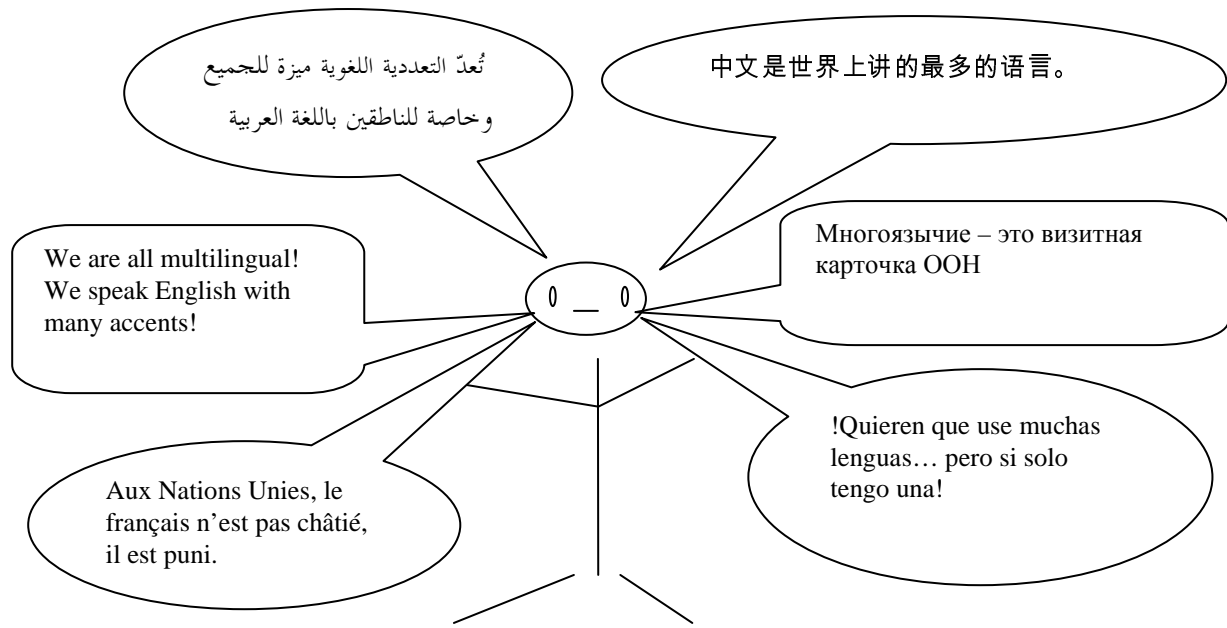 تُعدّ التعددية اللغوية ميزة للجميع
وخاصة للناطقين باللغة العربية
中文是世界上讲的最多的语言。
We are all multilingual!
We speak English with
many accents!
Многоязычие – это визитная
карточка ООН
Aux Nations Unies, le
français n’est pas châtié,
il est puni.
!Quieren que use muchas
lenguas… pero si solo
tengo una!